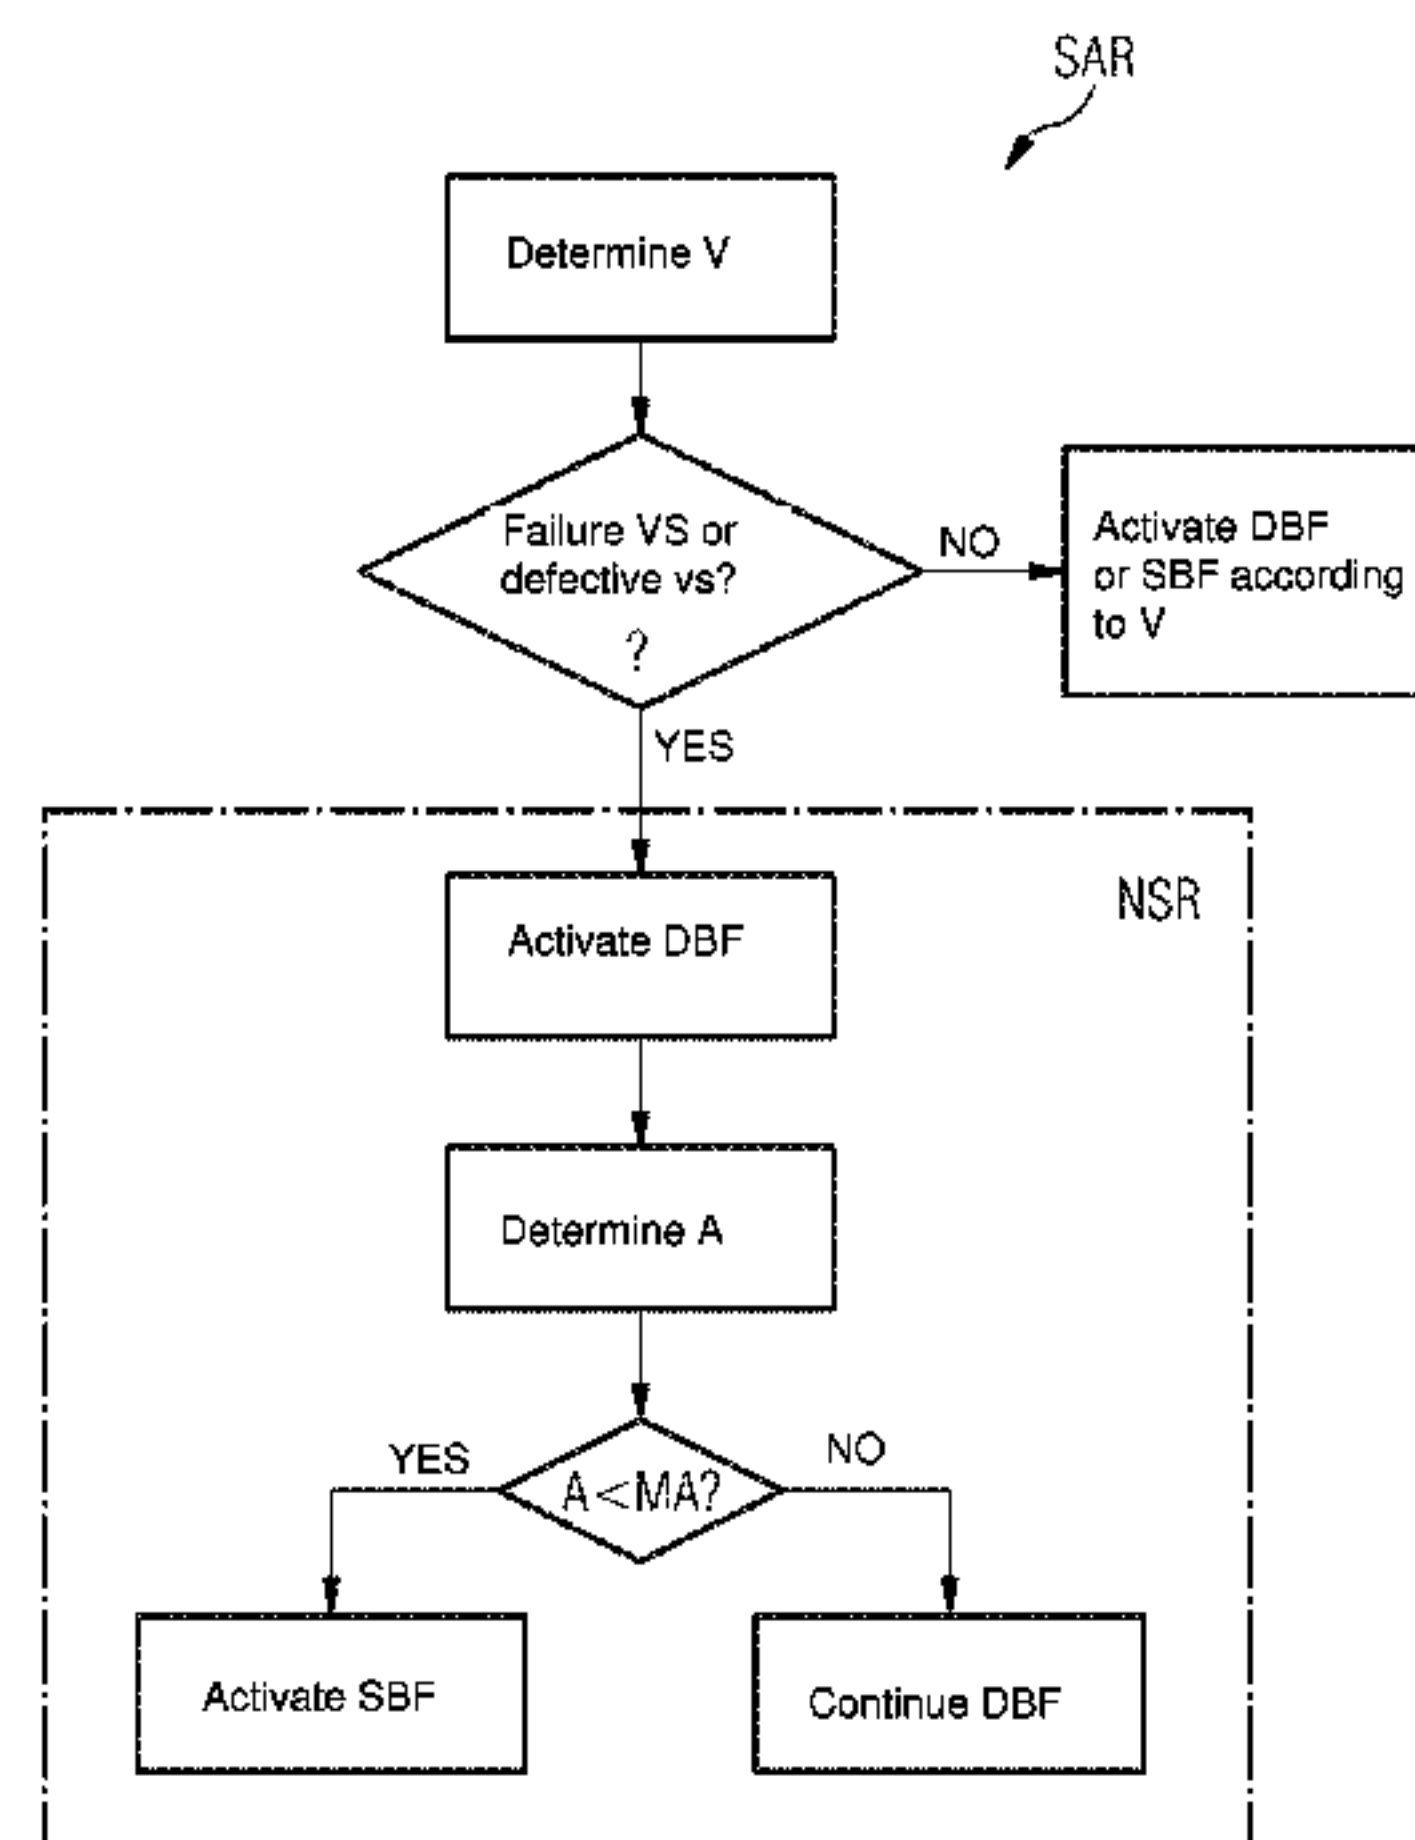 SAR
Determine V
Failure VS or
defective vs?
?
NO
Activate DBF
or SBF according
to V
YES
NSR
Activate DBF
Determine A
YES
A<MA?
NO
Activate SBF
Continue DBF